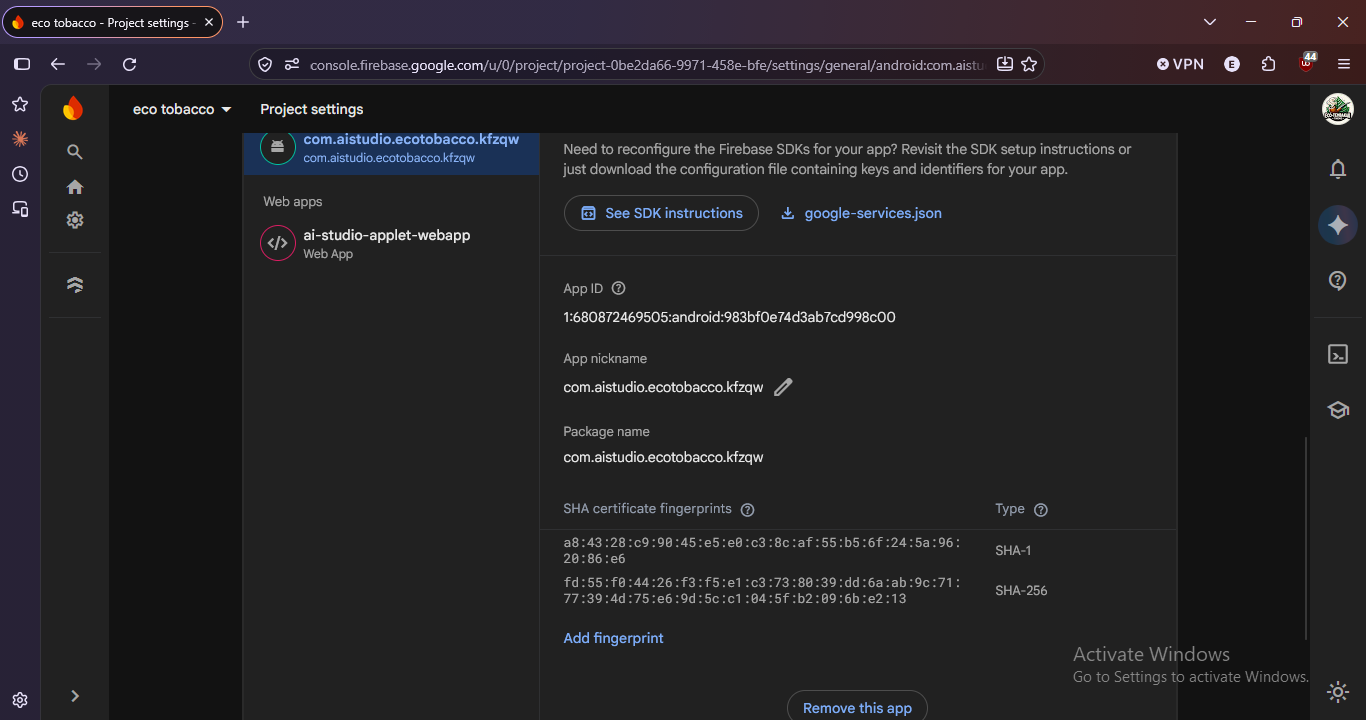 eco tobacco - Project settings -
console.firebase.google.com/u/0/project/project-0be2da66-9971-458e-bfe/settings/general/android:com.aistu
VPN
E
44
eco tobacco
Project settings
com.aistudio.ecotobacco.kfzqw
com.aistudio.ecotobacco.kfzqw
Web apps
ai-studio-applet-webapp
Web App
Need to reconfigure the Firebase SDKs for your app? Revisit the SDK setup instructions or
just download the configuration file containing keys and identifiers for your app.
See SDK instructions
google-services.json
App ID
1:680872469505:android:983bf0e74d3ab7cd998c00
App nickname
com.aistudio.ecotobacco.kfzqw
Package name
com.aistudio.ecotobacco.kfzqw
SHA certificate fingerprints
Type
a8:43:28:c9:90:45:e5:e0:c3:8c:af:55:b5:6f:24:5a:96:
20:86:e6
SHA-1
fd:55:f0:44:26:f3:f5:e1:c3:73:80:39:dd:6a:ab:9c:71:
77:39:4d:75:e6:9d:5c:c1:04:5f:b2:09:6b:e2:13
SHA-256
Add fingerprint
Remove this app
Activate Windows
Go to Settings to activate Windows.